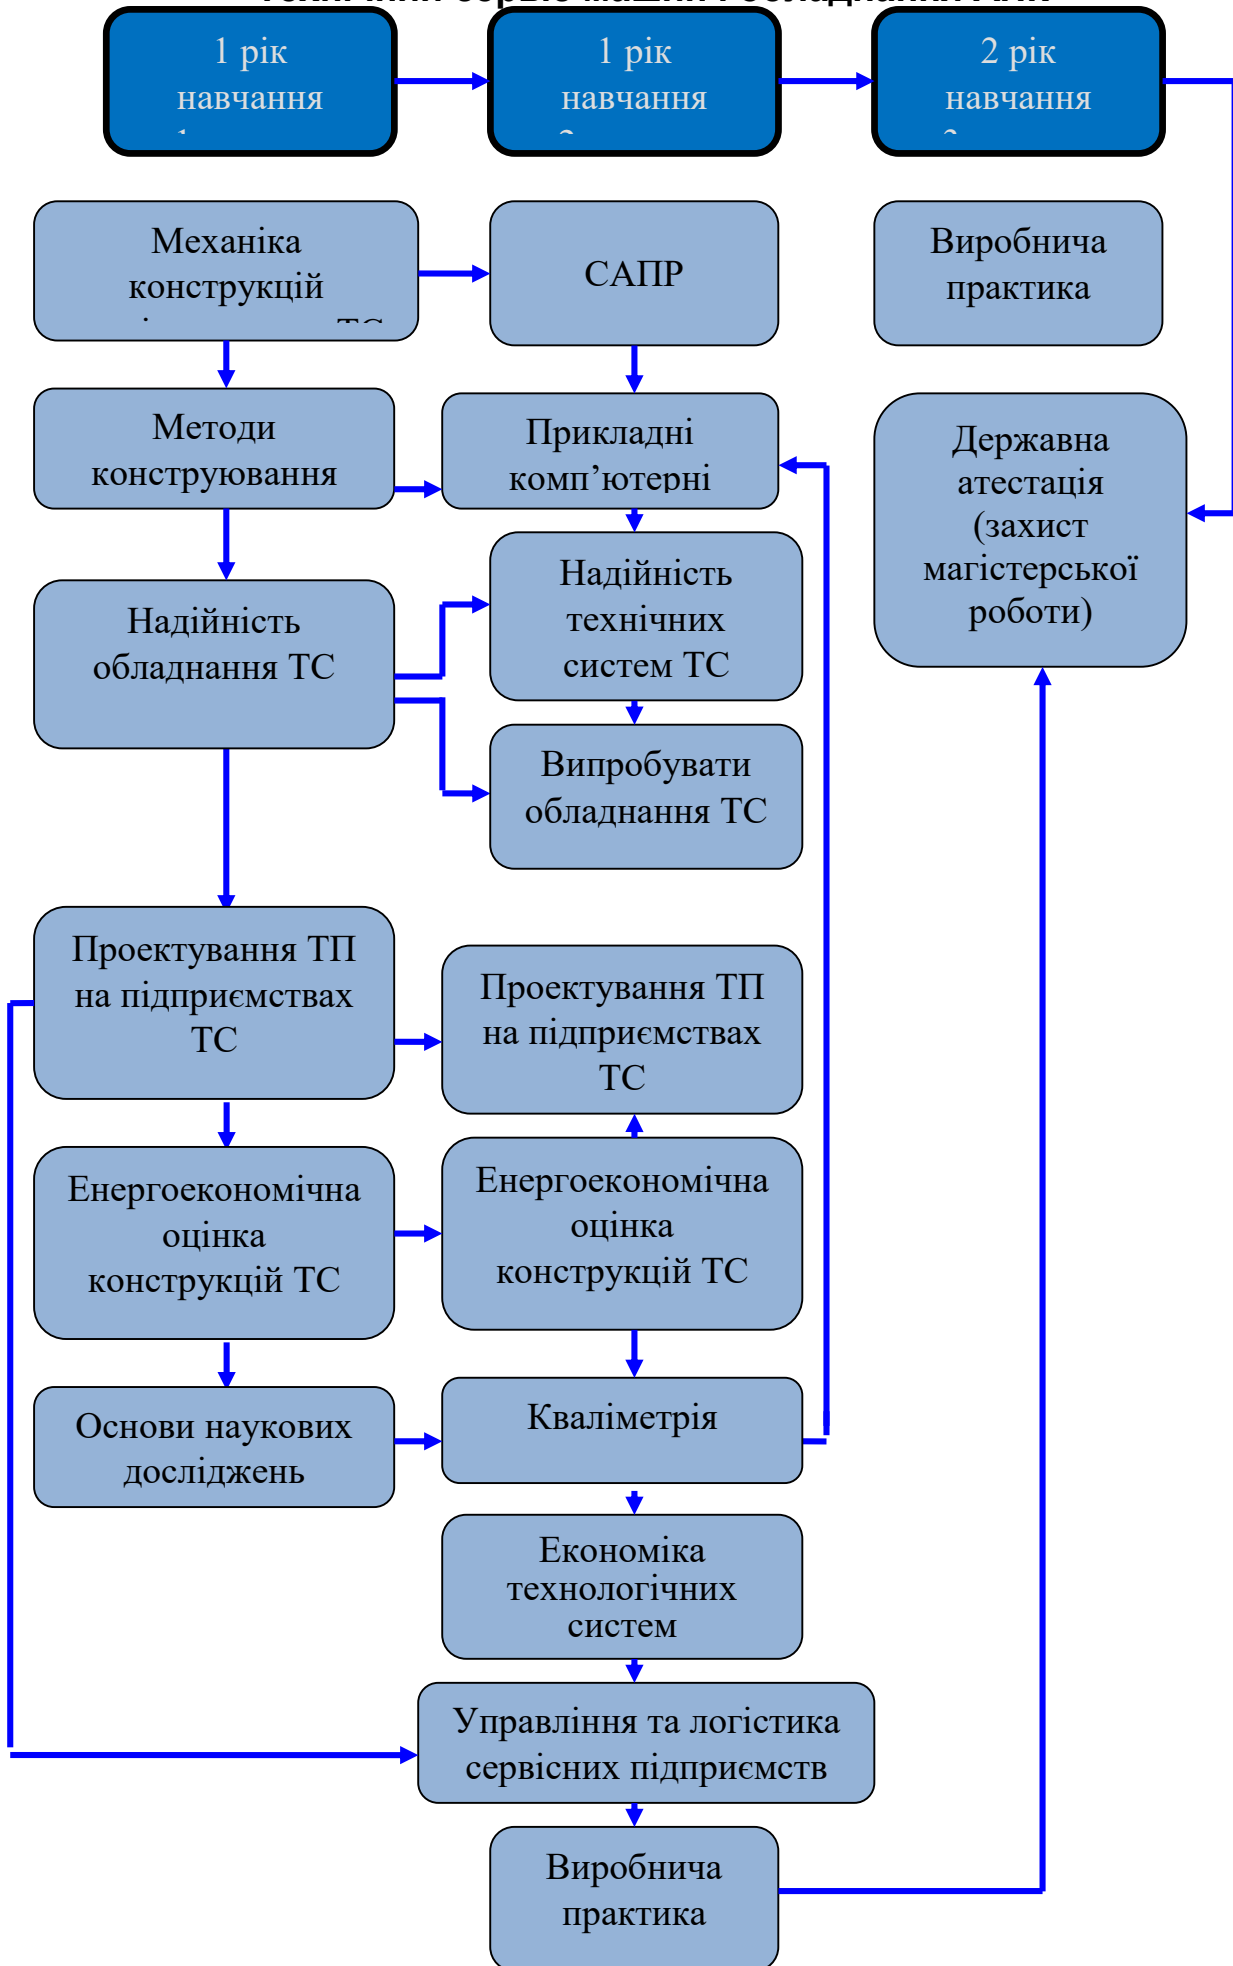 1 рік
навчання
1 рік
навчання
2 рік
навчання
Механіка
конструкцій
ТС
САПР
Виробнича
практика
Методи
конструювання
Прикладні
комп’ютерні
Державна
атестація
(захист
магістерської
роботи)
Надійність
обладнання ТС
Надійність
технічних
систем ТС
Випробувати
обладнання ТС
Проектування ТП
на підприємствах
ТС
Проектування ТП
на підприємствах
ТС
Енергоекономічна
оцінка
конструкцій ТС
Енергоекономічна
оцінка
конструкцій ТС
Основи наукових
досліджень
Кваліметрія
Економіка
технологічних
систем
Управління та логістика
сервісних підприємств
Виробнича
практика